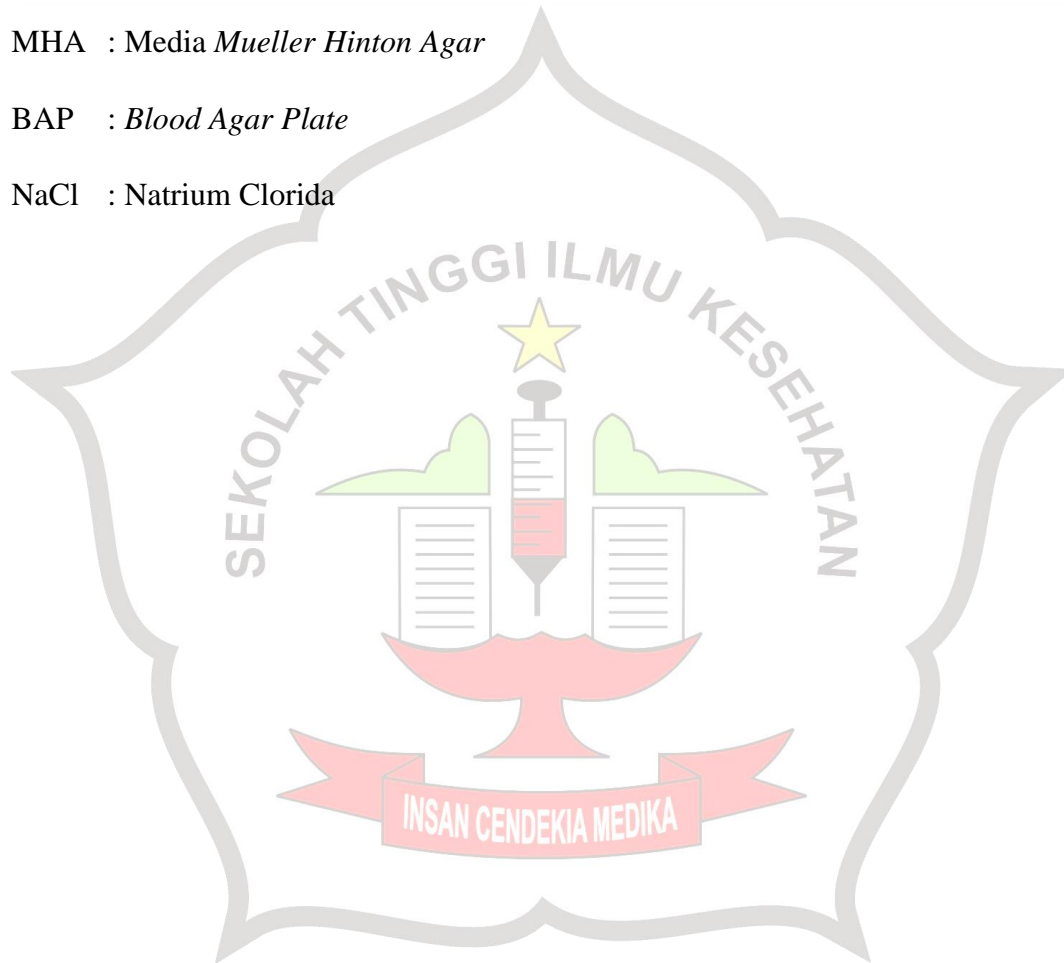 MHA : Media Mueller Hinton Agar
BAP : Blood Agar Plate
NaCl : Natrium Clorida
SEKOLAH TINGGI ILMU KESEHATAN
INSAN CENDEKIA MEDIKA